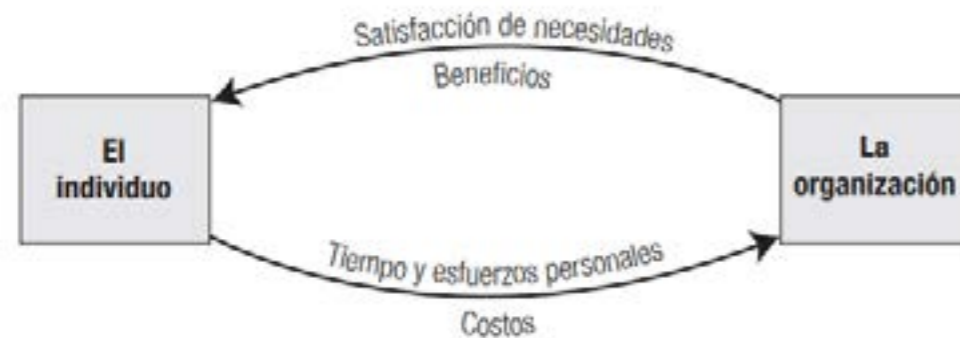 Satisfacción de necesidades
Beneficios
El
individuo
La
organización
Tiempo y esfuerzos personales
Costos